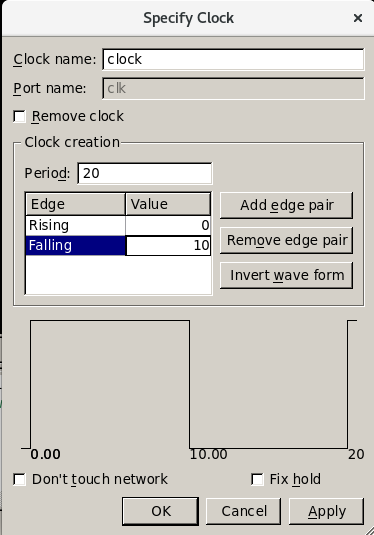 Specify Clock ×
Clock name: clock
Port name: clk
Remove clock
Clock creation
Period: 20
Edge Value
Rising 0
Falling 10
Add edge pair
Remove edge pair
Invert wave form
0.00 10.00 20
Don't touch network Fix hold
OK Cancel Apply